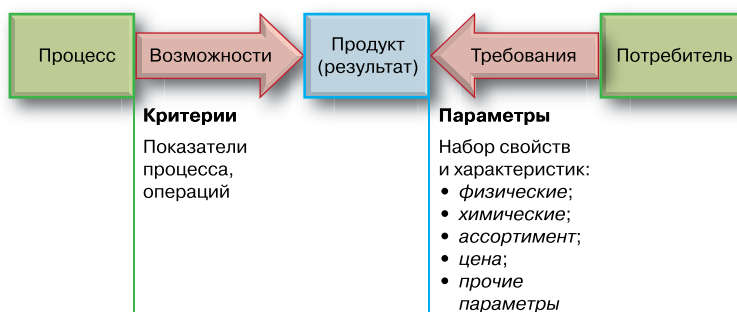 Процесс
Возможности
Продукт
(результат)
Требования
Потребитель
Критерии
Показатели
процесса,
операций
Параметры
Набор свойств
и характеристик:
• физические;
• химические;
• ассортимент;
• цена;
• прочие
параметры